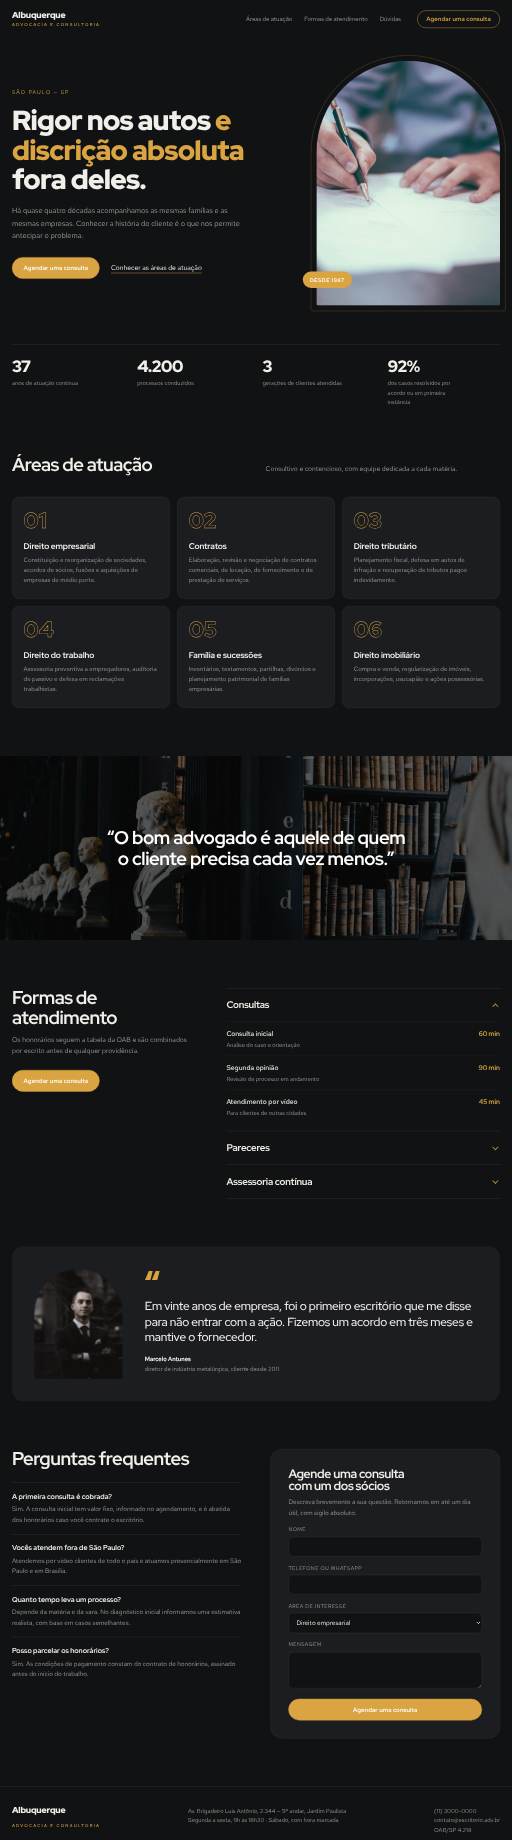 Albuquerque
ADVOCACIA E CONSULTORIA
Áreas de atuação
Formas de atendimento
Dúvidas
Agendar uma consulta
SÃO PAULO — SP
Rigor nos autos e
discrição absoluta
fora deles.
Há quase quatro décadas acompanhamos as mesmas famílias e as
mesmas empresas. Conhecer a história do cliente é o que nos permite
antecipar o problema.
Agendar uma consulta
Conhecer as áreas de atuação
DESDE 1987
37
anos de atuação contínua
4.200
processos conduzidos
3
gerações de clientes atendidas
92%
dos casos resolvidos por
acordo ou em primeira
instância
Áreas de atuação
Consultivo e contencioso, com equipe dedicada a cada matéria.
01
Direito empresarial
Constituição e reorganização de sociedades,
acordos de sócios, fusões e aquisições de
empresas de médio porte.
02
Contratos
Elaboração, revisão e negociação de contratos
comerciais, de locação, de fornecimento e de
prestação de serviços.
03
Direito tributário
Planejamento fiscal, defesa em autos de
infração e recuperação de tributos pagos
indevidamente.
04
Direito do trabalho
Assessoria preventiva a empregadores, auditoria
de passivo e defesa em reclamações
trabalhistas.
05
Família e sucessões
Inventários, testamentos, partilhas, divórcios e
planejamento patrimonial de famílias
empresárias.
06
Direito imobiliário
Compra e venda, regularização de imóveis,
incorporações, usucapião e ações possessórias.
“O bom advogado é aquele de quem
o cliente precisa cada vez menos.”
Formas de
atendimento
Os honorários seguem a tabela da OAB e são combinados
por escrito antes de qualquer providência.
Agendar uma consulta
Consultas
Consulta inicial
60 min
Análise do caso e orientação
Segunda opinião
90 min
Revisão de processo em andamento
Atendimento por vídeo
45 min
Para clientes de outras cidades
Pareceres
Assessoria contínua
“
Em vinte anos de empresa, foi o primeiro escritório que me disse
para não entrar com a ação. Fizemos um acordo em três meses e
mantive o fornecedor.
Marcelo Antunes
diretor de indústria metalúrgica, cliente desde 2011
Perguntas frequentes
A primeira consulta é cobrada?
Sim. A consulta inicial tem valor fixo, informado no agendamento, e é abatida
dos honorários caso você contrate o escritório.
Vocês atendem fora de São Paulo?
Atendemos por vídeo clientes de todo o país e atuamos presencialmente em São
Paulo e em Brasília.
Quanto tempo leva um processo?
Depende da matéria e da vara. No diagnóstico inicial informamos uma estimativa
realista, com base em casos semelhantes.
Posso parcelar os honorários?
Sim. As condições de pagamento constam do contrato de honorários, assinado
antes do início do trabalho.
Agende uma consulta
com um dos sócios
Descreva brevemente a sua questão. Retornamos em até um dia
útil, com sigilo absoluto.
NOME
TELEFONE OU WHATSAPP
ÁREA DE INTERESSE
Direito empresarial
MENSAGEM
Agendar uma consulta
Albuquerque
ADVOCACIA E CONSULTORIA
Av. Brigadeiro Luís Antônio, 2.344 — 5º andar, Jardim Paulista
Segunda a sexta, 9h às 18h30 · Sábado, com hora marcada
(11) 3000-0000
contato@escritorio.adv.br
OAB/SP 4.218